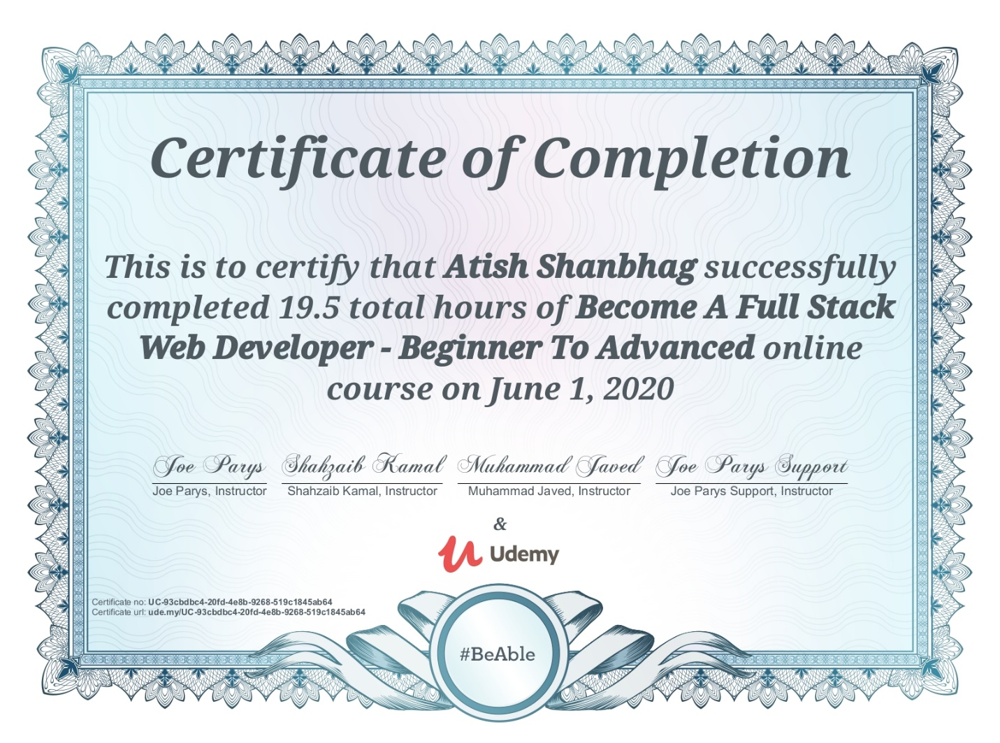 Certificate of Completion
This is to certify that Atish Shanbhag successfully
completed 19.5 total hours of Become A Full Stack
Web Developer - Beginner To Advanced online
course on June 1, 2020
Joe Parys Shahzaib Kamal Muhammad Javed Joe Parys Support
Joe Parys, Instructor Shahzaib Kamal, Instructor Muhammad Javed, Instructor Joe Parys Support, Instructor
&
Udemy
Certificate no: UC-93cbdbc4-20fd-4e8b-9268-519c1845ab64
Certificate url: ude.my/UC-93cbdbc4-20fd-4e8b-9268-519c1845ab64
#BeAble